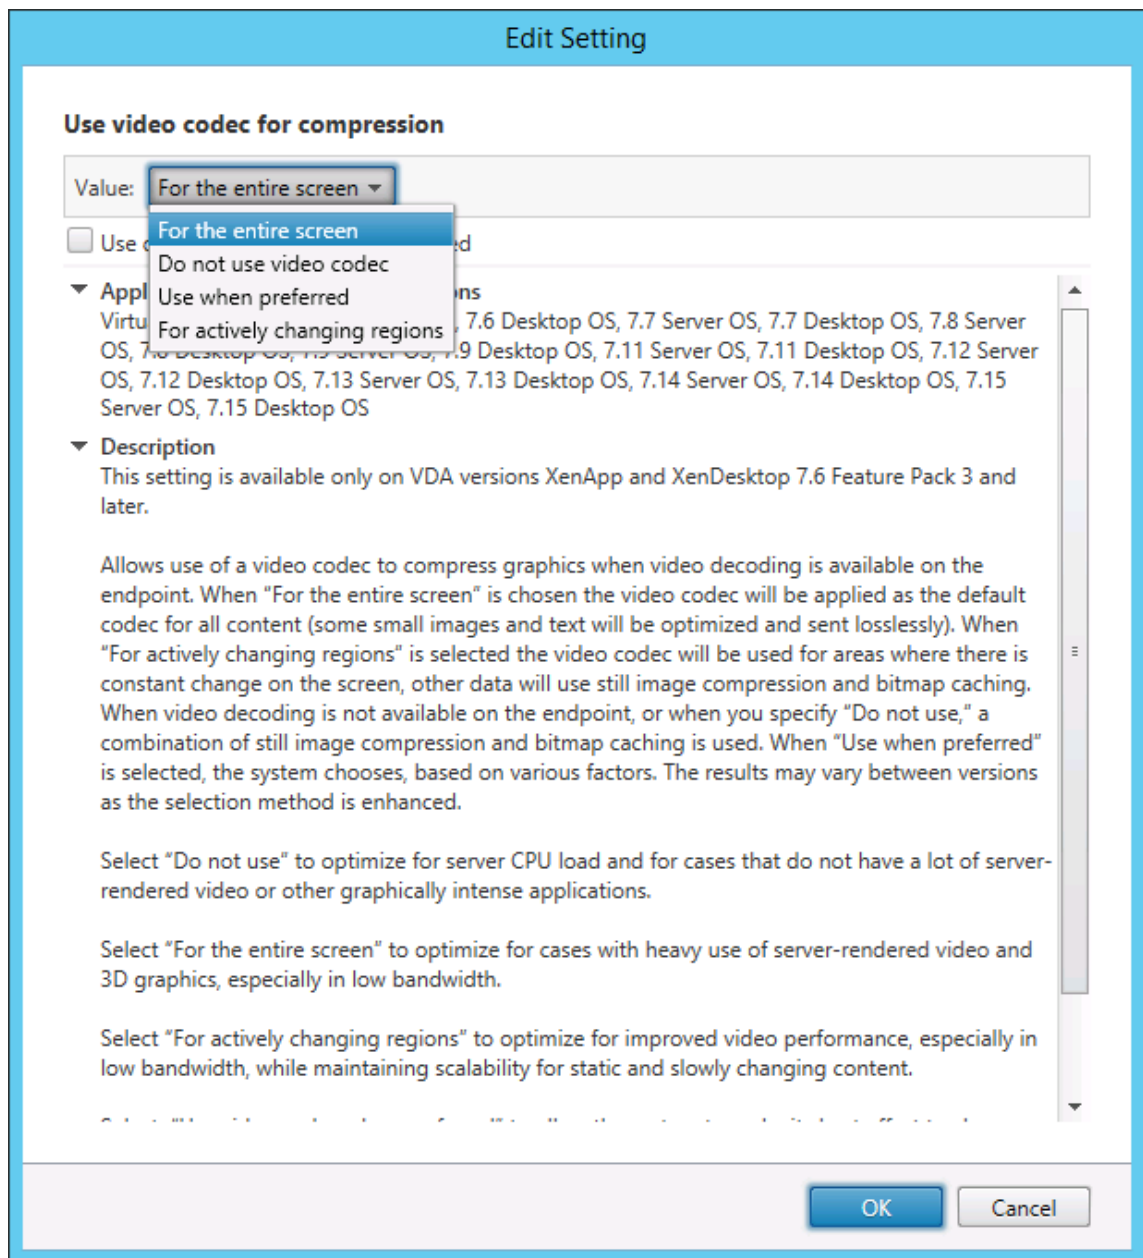 Edit Setting
Use video codec for compression
Value: For the entire screen
For the entire screen
Do not use video codec
Use when preferred
For actively changing regions
Use
Virtu , 7.6 Desktop OS, 7.7 Server OS, 7.7 Desktop OS, 7.8 Server
OS, 7.8 Desktop OS, 7.9 Server OS, 7.9 Desktop OS, 7.11 Server OS, 7.11 Desktop OS, 7.12 Server
OS, 7.12 Desktop OS, 7.13 Server OS, 7.13 Desktop OS, 7.14 Server OS, 7.14 Desktop OS, 7.15
Server OS, 7.15 Desktop OS
Description
This setting is available only on VDA versions XenApp and XenDesktop 7.6 Feature Pack 3 and
later.
Allows use of a video codec to compress graphics when video decoding is available on the
endpoint. When “For the entire screen” is chosen the video codec will be applied as the default
codec for all content (some small images and text will be optimized and sent losslessly). When
“For actively changing regions” is selected the video codec will be used for areas where there is
constant change on the screen, other data will use still image compression and bitmap caching.
When video decoding is not available on the endpoint, or when you specify “Do not use,” a
combination of still image compression and bitmap caching is used. When “Use when preferred”
is selected, the system chooses, based on various factors. The results may vary between versions
as the selection method is enhanced.
Select “Do not use” to optimize for server CPU load and for cases that do not have a lot of server-
rendered video or other graphically intense applications.
Select “For the entire screen” to optimize for cases with heavy use of server-rendered video and
3D graphics, especially in low bandwidth.
Select “For actively changing regions” to optimize for improved video performance, especially in
low bandwidth, while maintaining scalability for static and slowly changing content.
OK Cancel